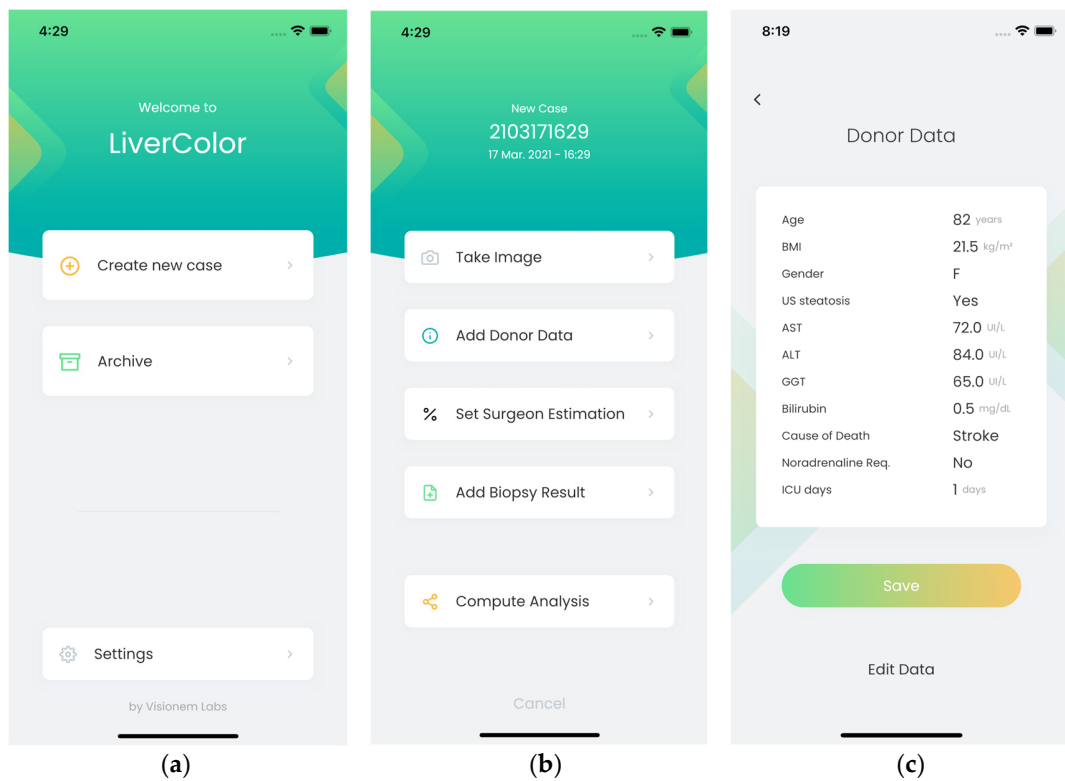 4:29
Welcome to
LiverColor
Create new case
Archive
Settings
by Visionem Labs
(a)
4:29
New Case
2103171629
17 Mar. 2021 - 16:29
Take Image
Add Donor Data
Set Surgeon Estimation
Add Biopsy Result
Compute Analysis
Cancel
(b)
8:19
Donor Data
Age 82 years
BMI 21.5 kg/m²
Gender F
US steatosis Yes
AST 72.0 UI/L
ALT 84.0 UI/L
GGT 65.0 UI/L
Bilirubin 0.5 mg/dL
Cause of Death Stroke
Noradrenaline Req. No
ICU days 1 days
Save
Edit Data
(c)